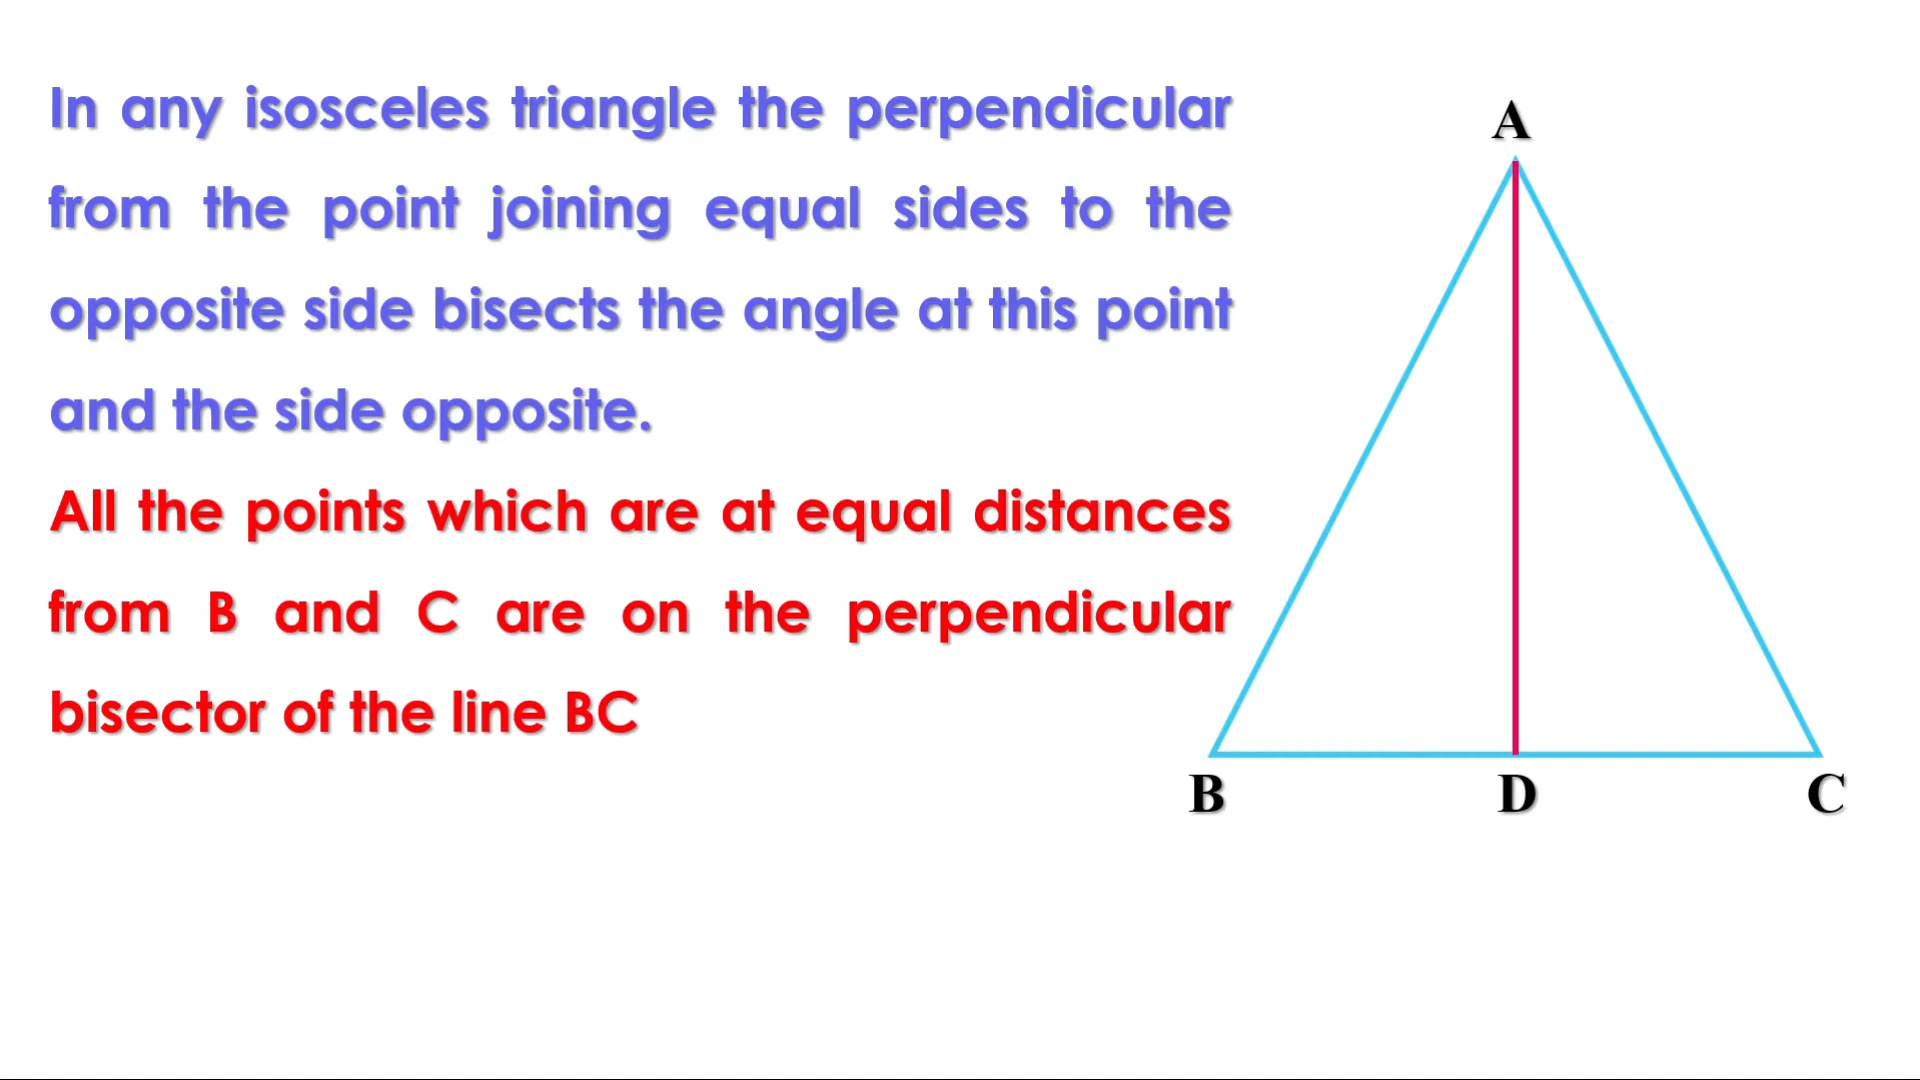 In any isosceles triangle the perpendicular
from the point joining equal sides to the
opposite side bisects the angle at this point
and the side opposite.
All the points which are at equal distances
from B and C are on the perpendicular
bisector of the line BC
A
B D C